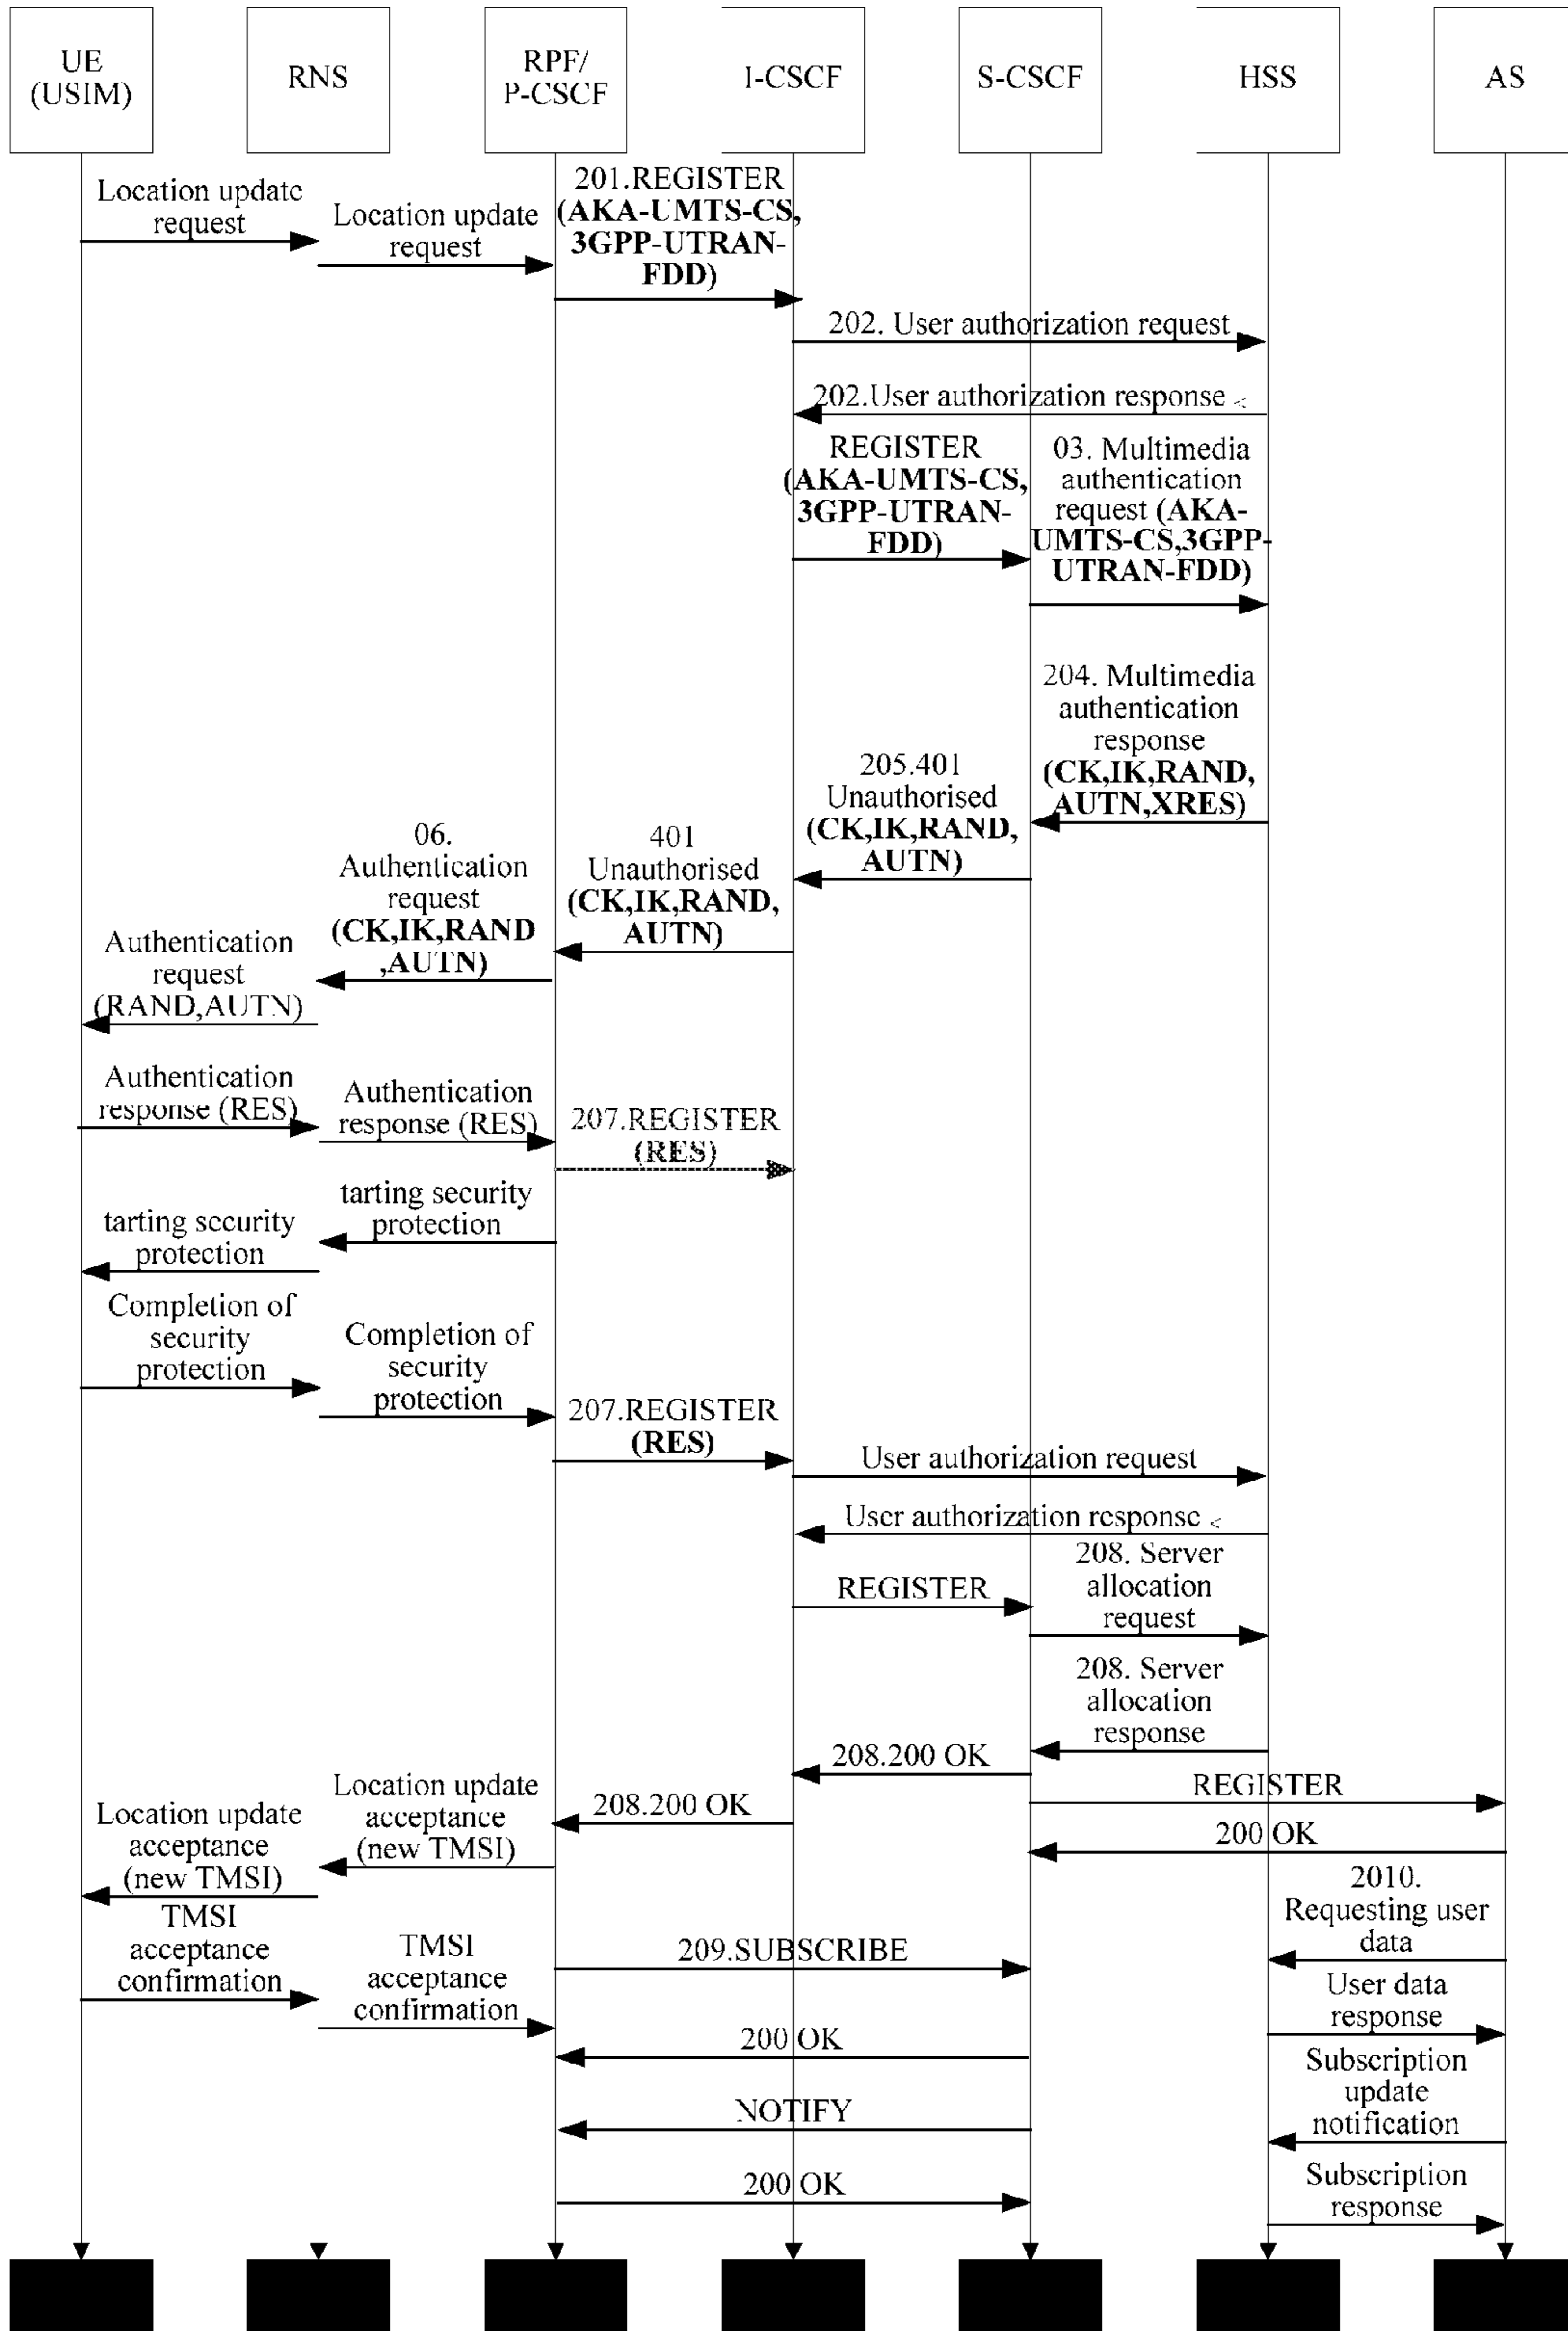 UE
(USIM)
RNS
RPF/
P-CSCF
I-CSCF
S-CSCF
HSS
AS
Location update
request
Location update
request
201.REGISTER
(AKA-UMTS-CS,
3GPP-UTRAN-
FDD)
202. User authorization request
202.User authorization response <
REGISTER
(AKA-UMTS-CS,
3GPP-UTRAN-
FDD)
03. Multimedia
authentication
request (AKA-
UMTS-CS,3GPP-
UTRAN-FDD)
204. Multimedia
authentication
response
(CK,IK,RAND,
AUTN,XRES)
205.401
Unauthorised
(CK,IK,RAND,
AUTN)
401
Unauthorised
(CK,IK,RAND,
AUTN)
06.
Authentication
request
(CK,IK,RAND
,AUTN)
Authentication
request
(RAND,AUTN)
Authentication
response (RES)
Authentication
response (RES)
207.REGISTER
(RES)
tarting security
protection
tarting security
protection
Completion of
security
protection
Completion of
security
protection
207.REGISTER
(RES)
User authorization request
User authorization response <
REGISTER
208. Server
allocation
request
208. Server
allocation
response
208.200 OK
REGISTER
208.200 OK
Location update
acceptance
(new TMSI)
Location update
acceptance
(new TMSI)
200 OK
2010.
Requesting user
data
TMSI
acceptance
confirmation
TMSI
acceptance
confirmation
209.SUBSCRIBE
User data
response
200 OK
Subscription
update
notification
NOTIFY
200 OK
Subscription
response